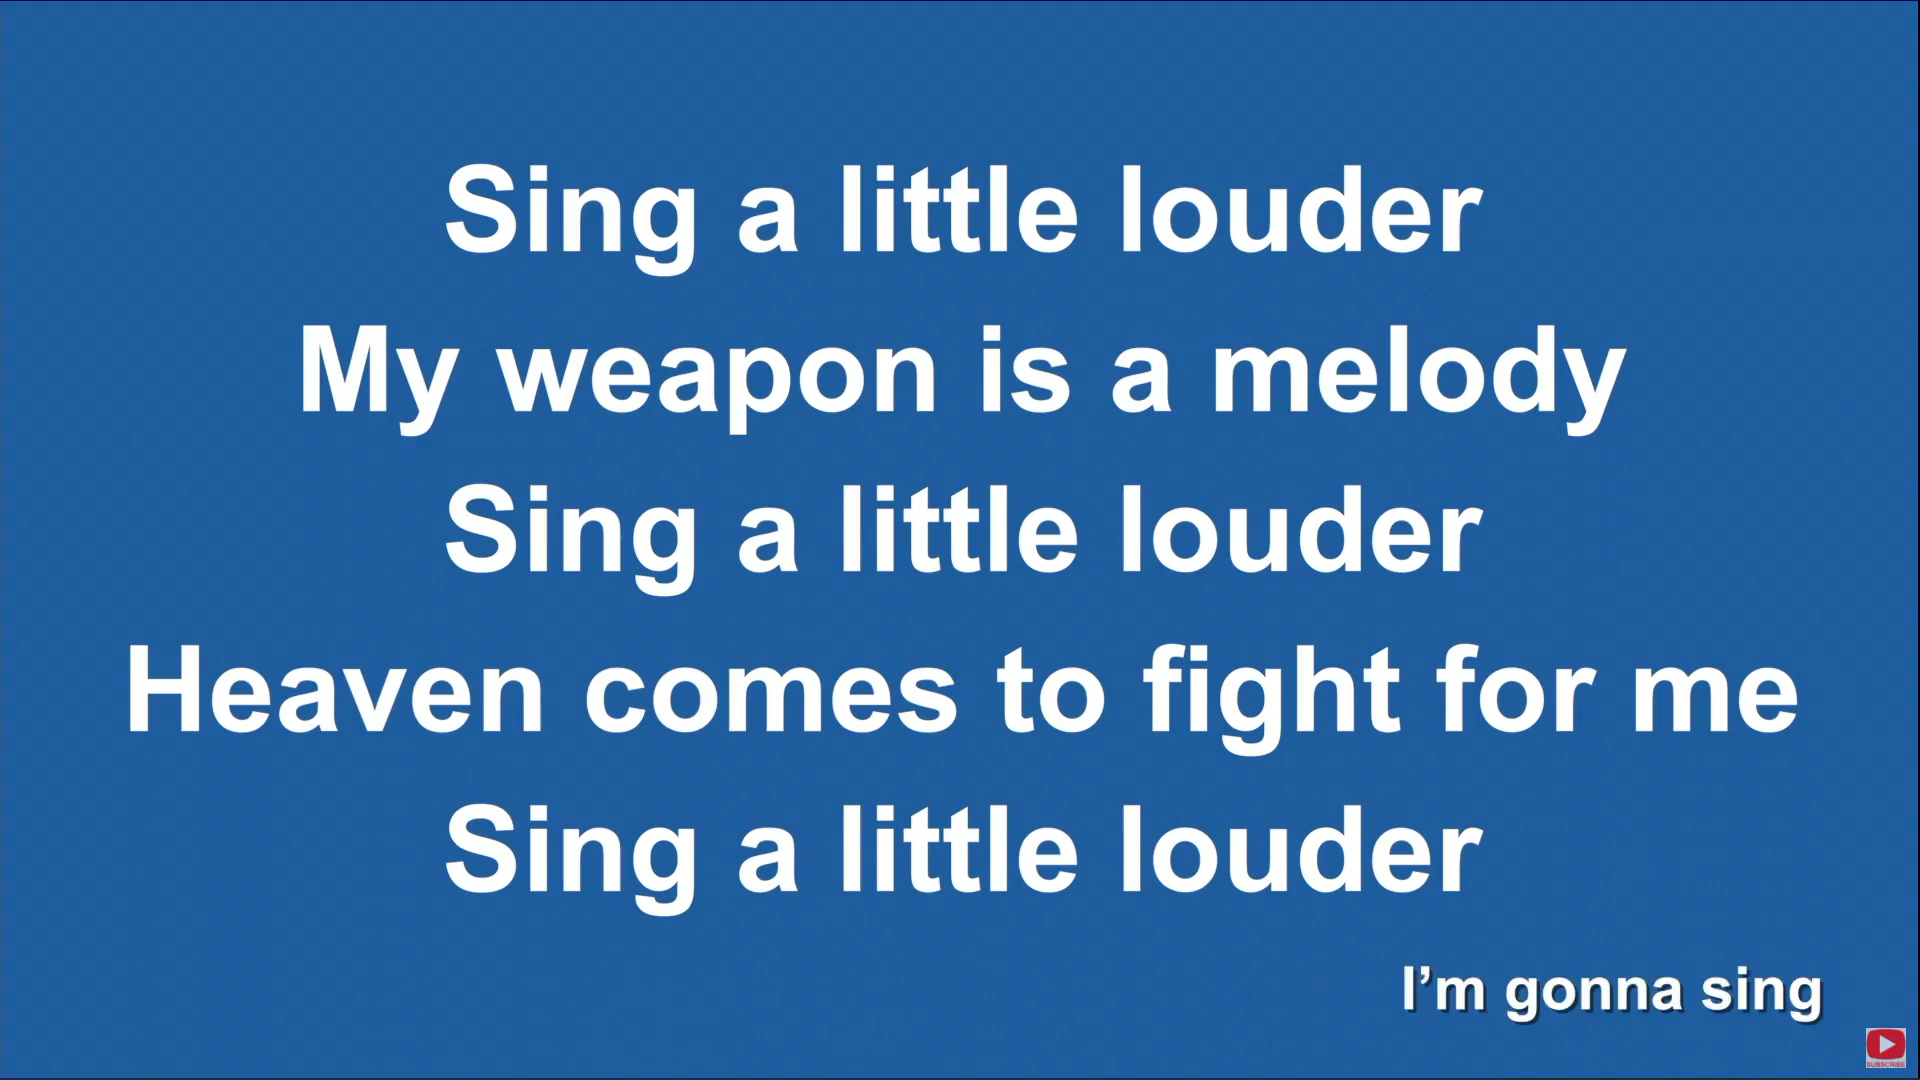 Sing a little louder
My weapon is a melody
Sing a little louder
Heaven comes to fight for me
Sing a little louder
I’m gonna sing
SUBSCRIBE